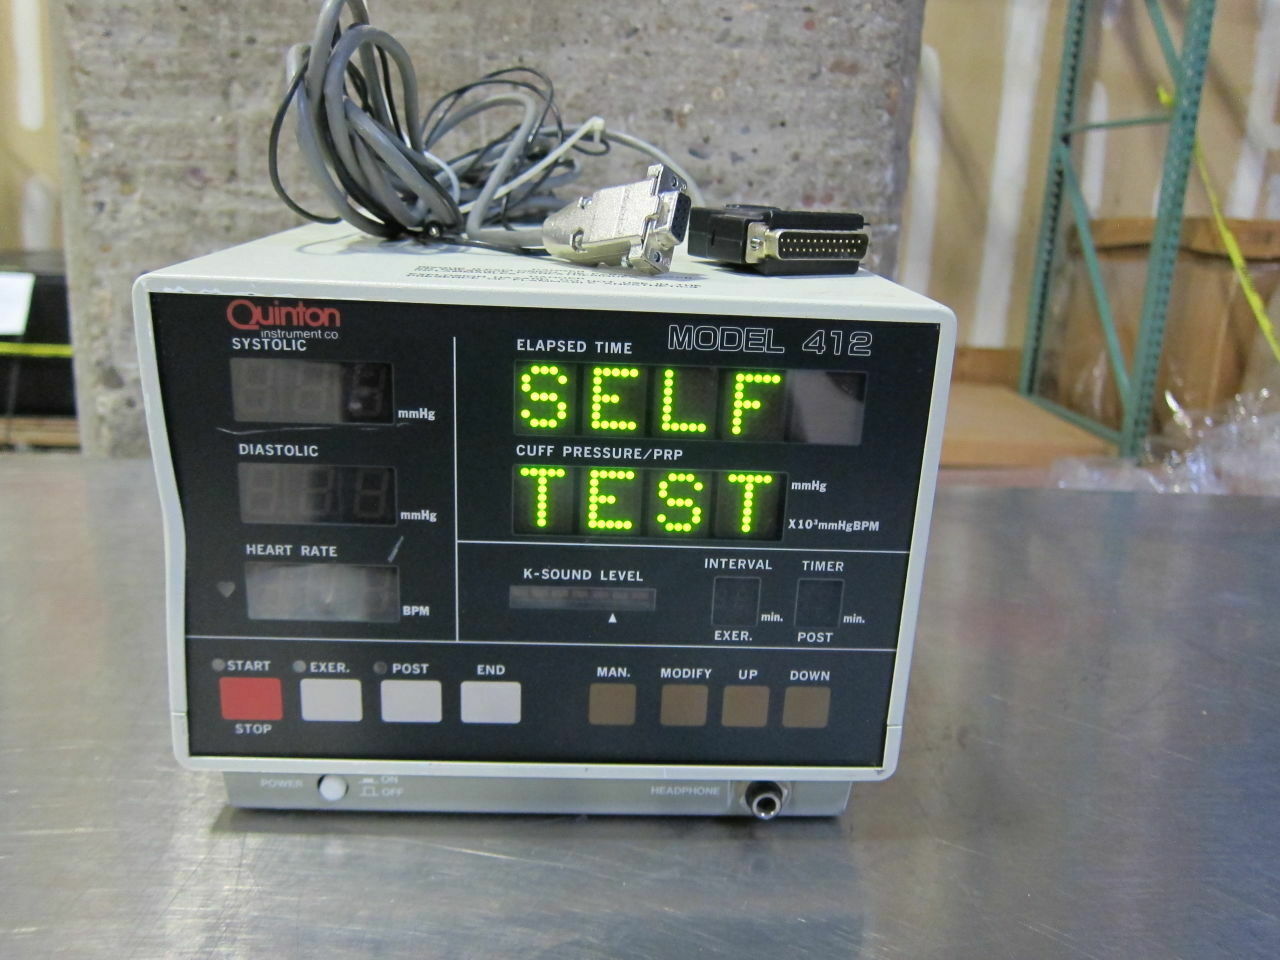 Quinton
instrument co
MODEL 412
SYSTOLIC
mmHg
DIASTOLIC
mmHg
HEART RATE
BPM
ELAPSED TIME
SELF
CUFF PRESSURE/PRP
TEST
mmHg
X10³mmHgBPM
K-SOUND LEVEL
INTERVAL
min.
EXER.
TIMER
min.
POST
START
STOP
EXER.
POST
END
MAN.
MODIFY
UP
DOWN
POWER
ON
OFF
HEADPHONE